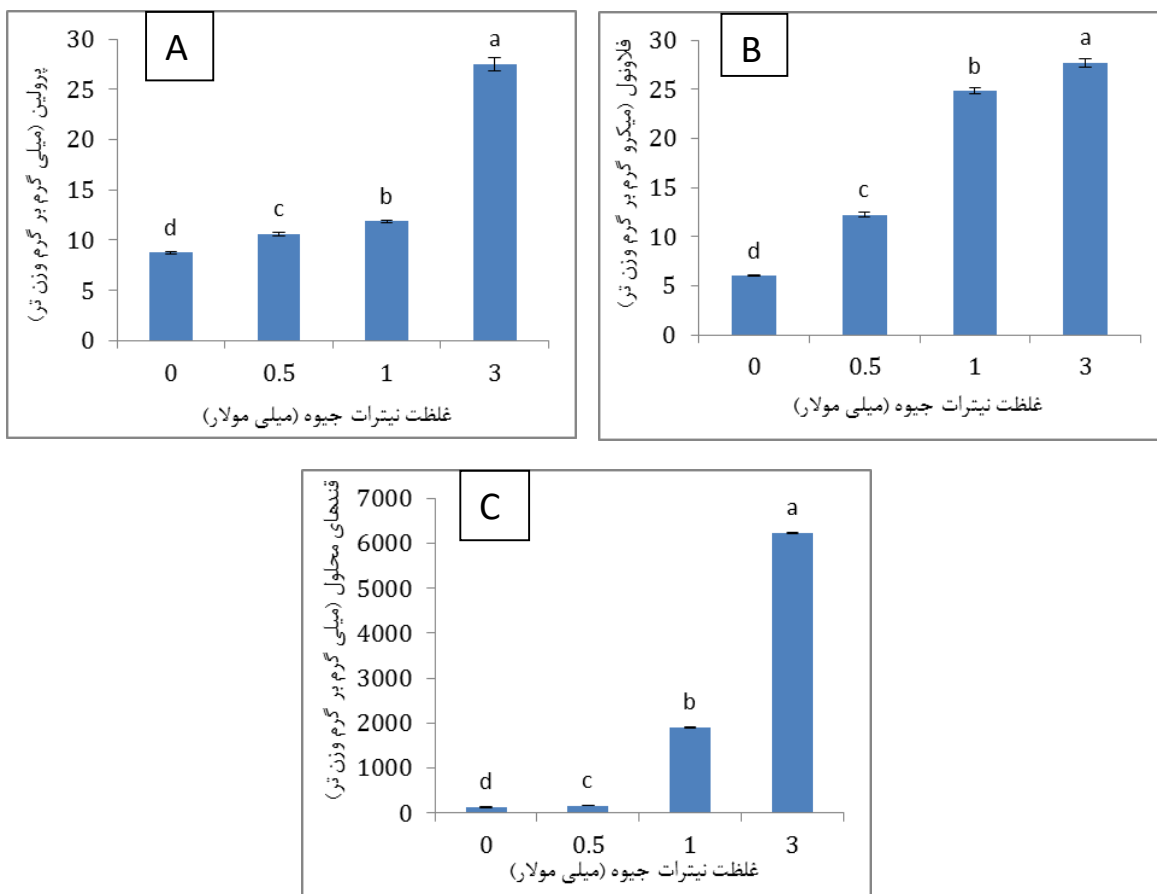 A
پرولین (میلی گرم بر گرم وزن تر)
30
25
20
15
10
5
0
d
c
b
a
0 0.5 1 3
غلظت نیترات جیوه (میلی مولار)
B
فلاونول (میکرو گرم بر گرم وزن تر)
30
25
20
15
10
5
0
d
c
b
a
0 0.5 1 3
غلظت نیترات جیوه (میلی مولار)
C
قندهای محلول (میلی گرم بر گرم وزن تر)
7000
6000
5000
4000
3000
2000
1000
0
d
c
b
a
0 0.5 1 3
غلظت نیترات جیوه (میلی مولار)